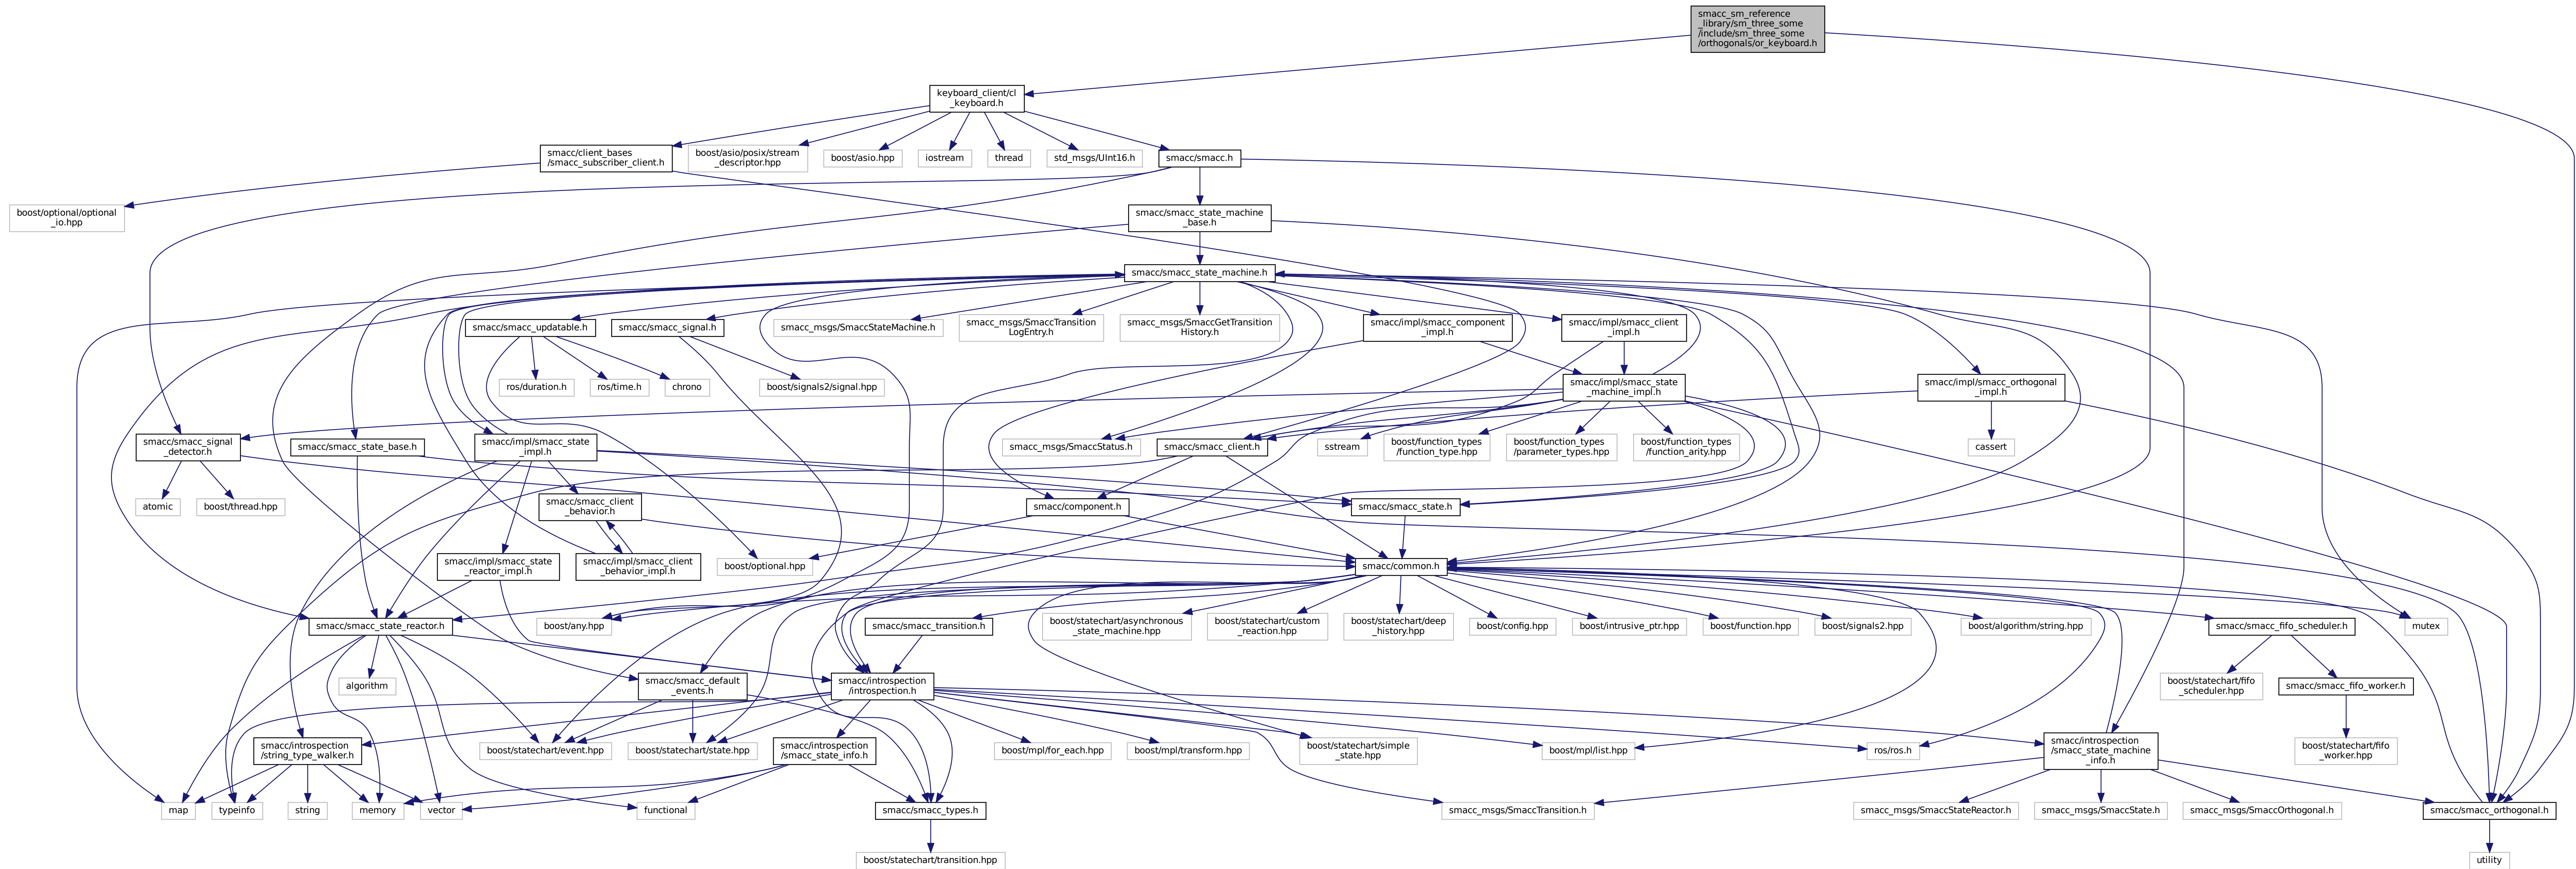 smacc_sm_reference
_library/sm_three_some
/include/sm_three_some
/orthogonals/or_keyboard.h
keyboard_client/cl
_keyboard.h
smacc/client_bases
/smacc_subscriber_client.h
boost/asio/posix/stream
_descriptor.hpp
boost/asio.hpp
iostream
thread
std_msgs/UInt16.h
smacc/smacc.h
boost/optional/optional
_io.hpp
smacc/smacc_state_machine
_base.h
smacc/smacc_state_machine.h
smacc/smacc_updatable.h
smacc/smacc_signal.h
smacc_msgs/SmaccStateMachine.h
smacc_msgs/SmaccTransition
LogEntry.h
smacc_msgs/SmaccGetTransition
History.h
smacc/impl/smacc_component
_impl.h
smacc/impl/smacc_client
_impl.h
ros/duration.h
ros/time.h
chrono
boost/signals2/signal.hpp
smacc/impl/smacc_state
_machine_impl.h
smacc/impl/smacc_orthogonal
_impl.h
smacc/smacc_signal
_detector.h
smacc/smacc_state_base.h
smacc/impl/smacc_state
_impl.h
smacc_msgs/SmaccStatus.h
smacc/smacc_client.h
sstream
boost/function_types
/function_type.hpp
boost/function_types
/parameter_types.hpp
boost/function_types
/function_arity.hpp
cassert
atomic
boost/thread.hpp
smacc/smacc_client
_behavior.h
smacc/component.h
smacc/smacc_state.h
smacc/impl/smacc_state
_reactor_impl.h
smacc/impl/smacc_client
_behavior_impl.h
boost/optional.hpp
smacc/common.h
smacc/smacc_state_reactor.h
boost/any.hpp
smacc/smacc_transition.h
boost/statechart/asynchronous
_state_machine.hpp
boost/statechart/custom
_reaction.hpp
boost/statechart/deep
_history.hpp
boost/config.hpp
boost/intrusive_ptr.hpp
boost/function.hpp
boost/signals2.hpp
boost/algorithm/string.hpp
smacc/smacc_fifo_scheduler.h
mutex
algorithm
smacc/smacc_default
_events.h
smacc/introspection
/introspection.h
boost/statechart/fifo
_scheduler.hpp
smacc/smacc_fifo_worker.h
smacc/introspection
/string_type_walker.h
boost/statechart/event.hpp
boost/statechart/state.hpp
smacc/introspection
/smacc_state_info.h
boost/mpl/for_each.hpp
boost/mpl/transform.hpp
boost/statechart/simple
_state.hpp
boost/mpl/list.hpp
ros/ros.h
smacc/introspection
/smacc_state_machine
_info.h
boost/statechart/fifo
_worker.hpp
map
typeinfo
string
memory
vector
functional
smacc/smacc_types.h
smacc_msgs/SmaccTransition.h
smacc_msgs/SmaccStateReactor.h
smacc_msgs/SmaccState.h
smacc_msgs/SmaccOrthogonal.h
smacc/smacc_orthogonal.h
boost/statechart/transition.hpp
utility